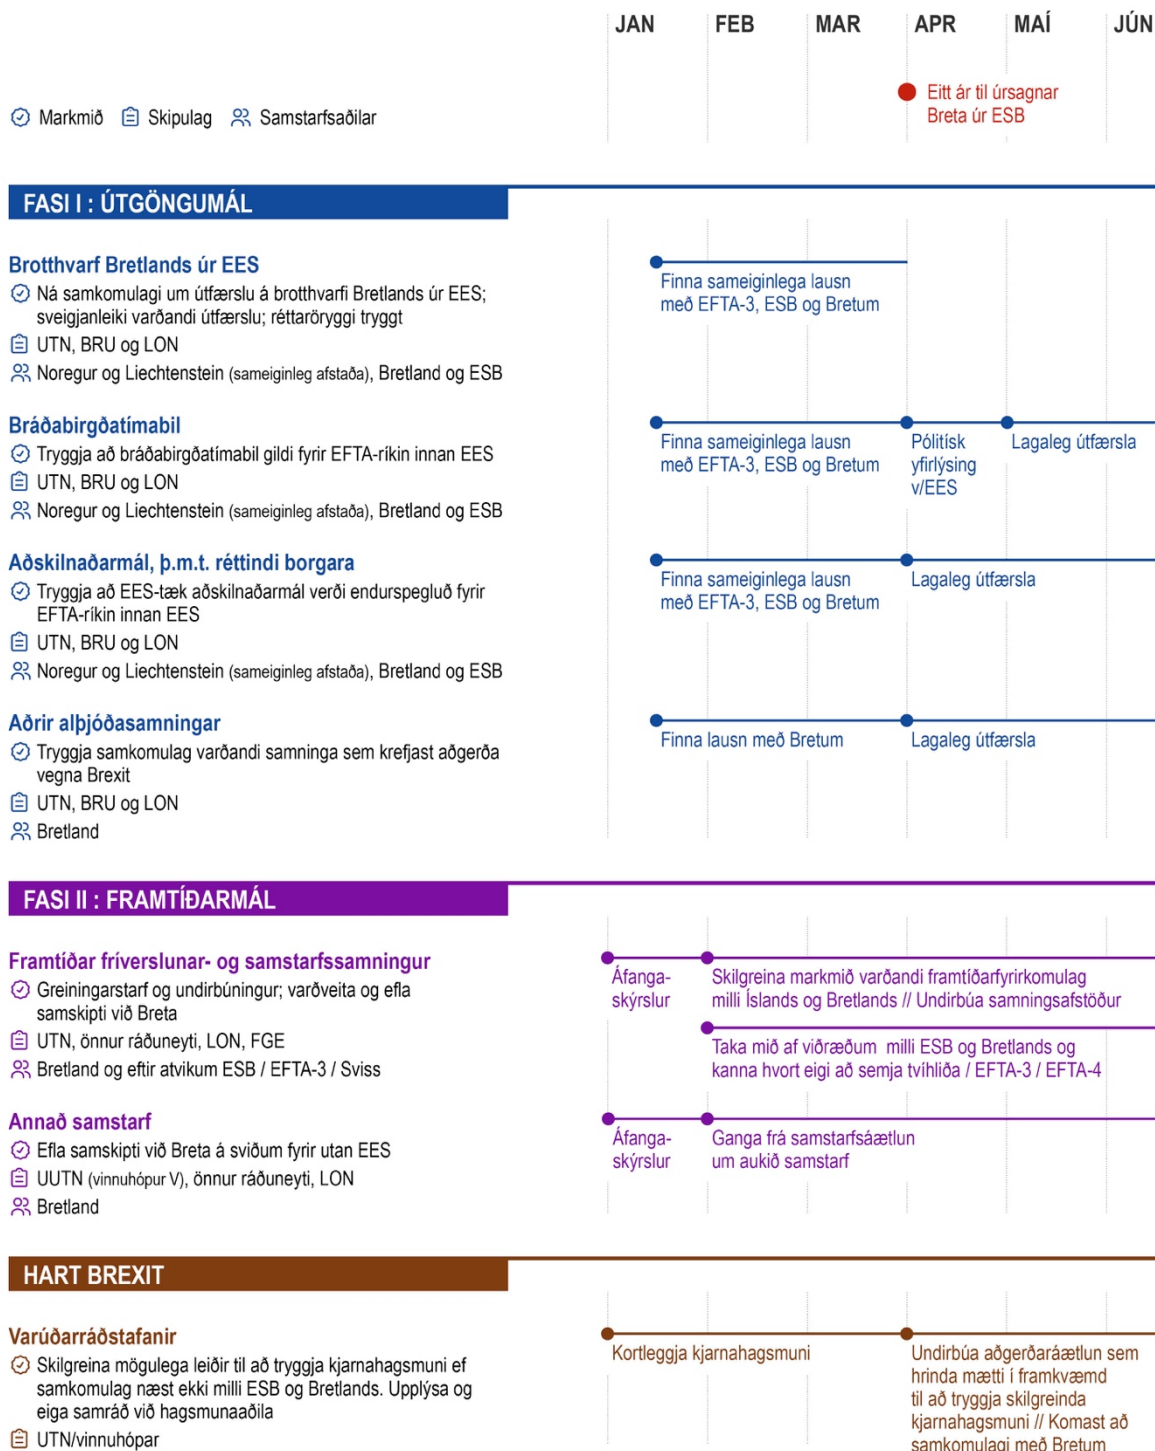 JAN FEB MAR APR MAÍ JÚN
Eitt ár til úrsagnar
Breta úr ESB
Markmið Skipulag Samstarfsaðilar
FASI I : ÚTGÖNGUMÁL
Brotthvarf Bretlands úr EES
Ná samkomulagi um útfærslu á brotthvarfi Bretlands úr EES;
sveigjanleiki varðandi útfærslu; réttaröryggi tryggt
UTN, BRU og LON
Noregur og Liechtenstein (sameiginleg afstaða), Bretland og ESB
Finna sameiginlega lausn
með EFTA-3, ESB og Bretum
Bráðabirgðatímabil
Tryggja að bráðabirgðatímabil gildi fyrir EFTA-ríkin innan EES
UTN, BRU og LON
Noregur og Liechtenstein (sameiginleg afstaða), Bretland og ESB
Finna sameiginlega lausn
með EFTA-3, ESB og Bretum
Pólitísk
yfirlýsing
v/EES
Lagaleg útfærsla
Aðskilnaðarmál, þ.m.t. réttindi borgara
Tryggja að EES-tæk aðskilnaðarmál verði endurspegluð fyrir
EFTA-ríkin innan EES
UTN, BRU og LON
Noregur og Liechtenstein (sameiginleg afstaða), Bretland og ESB
Finna sameiginlega lausn
með EFTA-3, ESB og Bretum
Lagaleg útfærsla
Aðrir alþjóðasamningar
Tryggja samkomulag varðandi samninga sem krefjast aðgerða
vegna Brexit
UTN, BRU og LON
Bretland
Finna lausn með Bretum
Lagaleg útfærsla
FASI II : FRAMTÍÐARMÁL
Framtíðar fríverslunar- og samstarfssamningur
Greiningarstarf og undirbúningur; varðveita og efla
samskipti við Breta
UTN, önnur ráðuneyti, LON, FGE
Bretland og eftir atvikum ESB / EFTA-3 / Sviss
Áfanga-
skýrslur
Skilgreina markmið varðandi framtíðarfyrirkomulag
milli Íslands og Bretlands // Undirbúa samningsafstöður
Taka mið af viðræðum milli ESB og Bretlands og
kanna hvort eigi að semja tvíhliða / EFTA-3 / EFTA-4
Annað samstarf
Efla samskipti við Breta á sviðum fyrir utan EES
UUTN (vinnuhópur V), önnur ráðuneyti, LON
Bretland
Áfanga-
skýrslur
Ganga frá samstarfsáætlun
um aukið samstarf
HART BREXIT
Varúðarráðstafanir
Skilgreina mögulega leiðir til að tryggja kjarnahagsmuni ef
samkomulag næst ekki milli ESB og Bretlands. Upplýsa og
eiga samráð við hagsmunaaðila
UTN/vinnuhópar
Kortleggja kjarnahagsmuni
Undirbúa aðgerðaráætlun sem
hrinda mætti í framkvæmd
til að tryggja skilgreinda
kjarnahagsmuni // Komast að
samkomulagi með Bretum